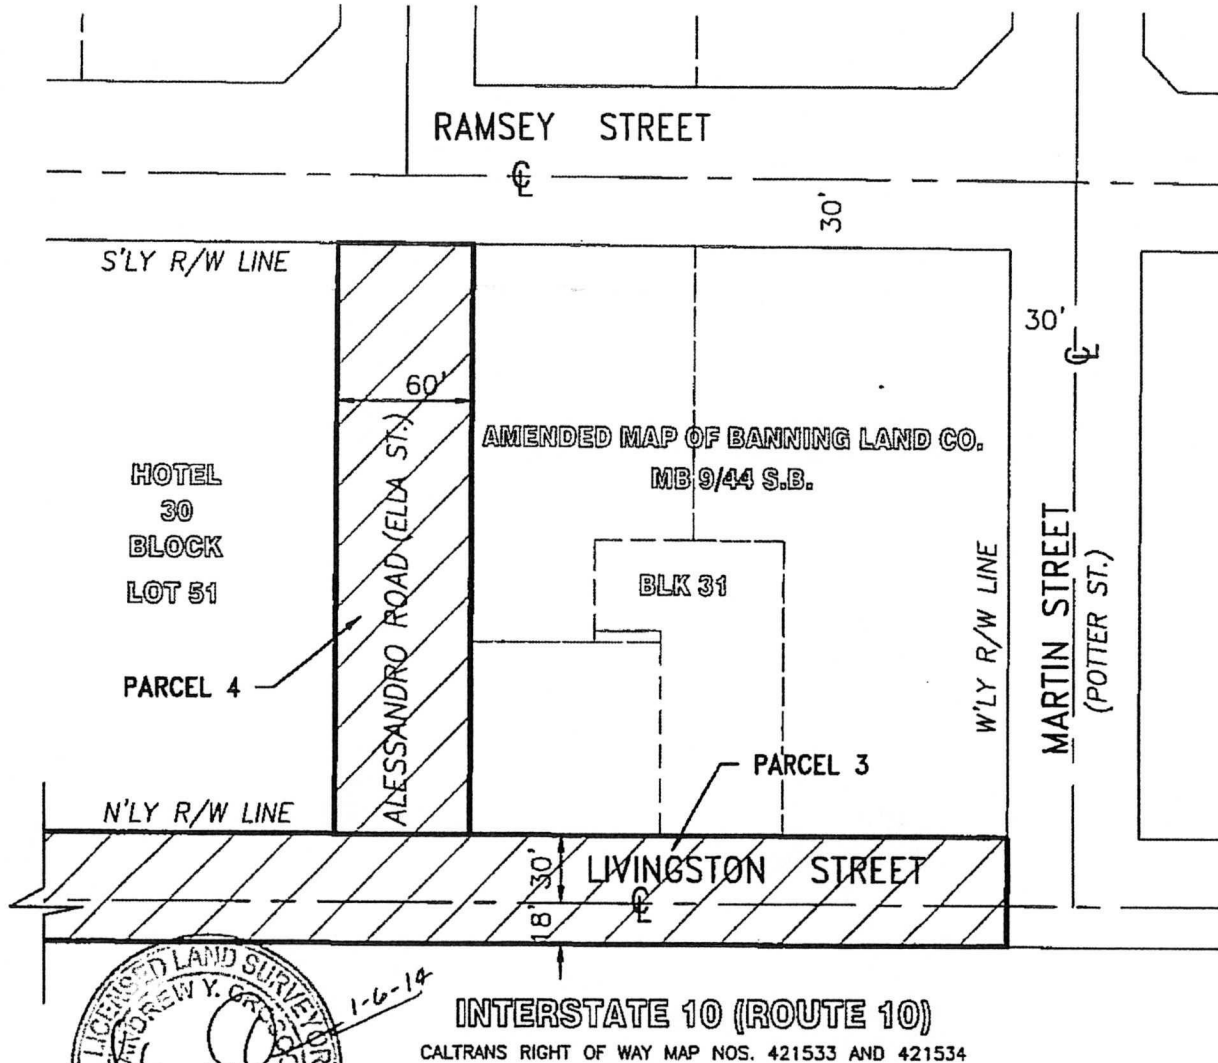 RAMSEY STREET
℄
30'
S'LY R/W LINE
30'
℄
60'
AMENDED MAP OF BANNING LAND CO.
MB 9/44 S.B.
HOTEL
30
BLOCK
LOT 51
ALESSANDRO ROAD (ELLA ST.)
BLK 31
W'LY R/W LINE
MARTIN STREET
(POTTER ST.)
PARCEL 4
PARCEL 3
N'LY R/W LINE
30'
18'
LIVINGSTON STREET
℄
LICENSED LAND SURVEYOR
ANDREW Y.
1-6-14
INTERSTATE 10 (ROUTE 10)
CALTRANS RIGHT OF WAY MAP NOS. 421533 AND 421534